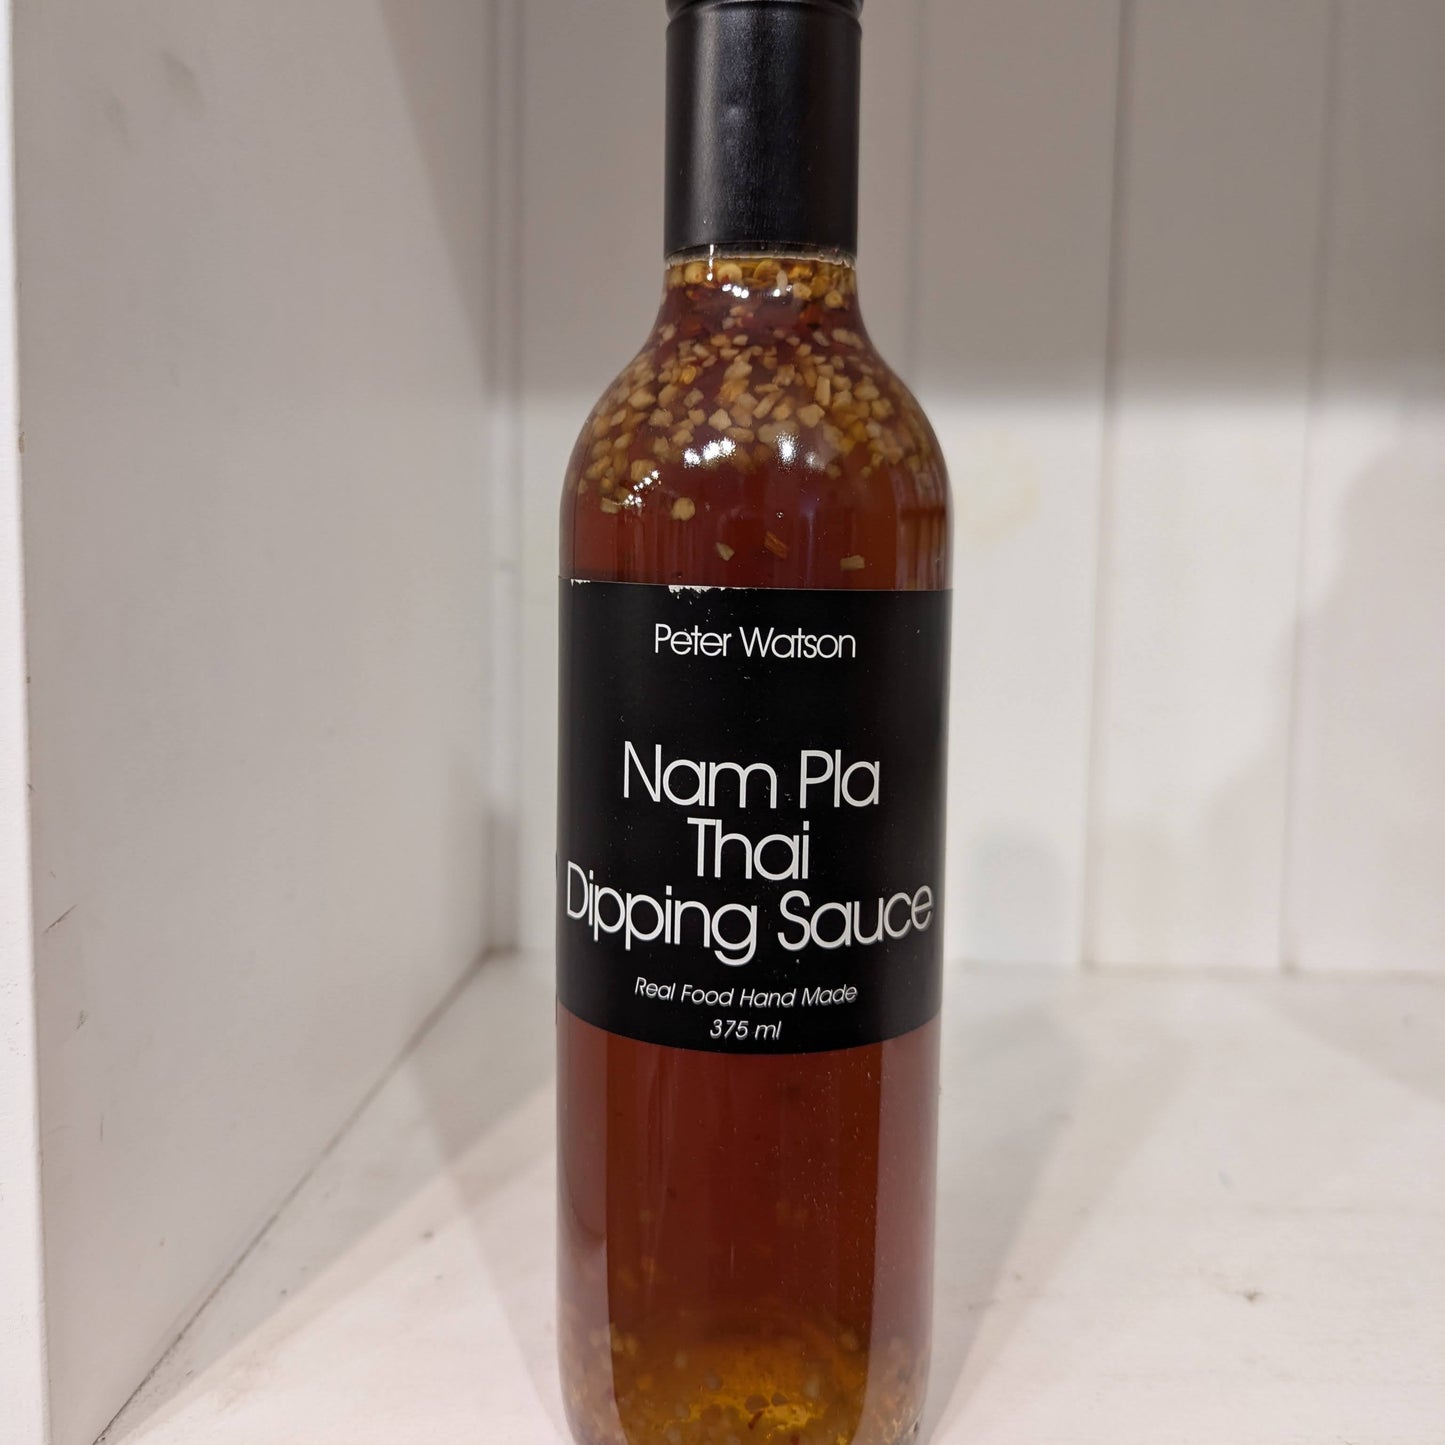 Peter Watson
Nam Pla
Thai
Dipping Sauce
Real Food Hand Made
375 ml